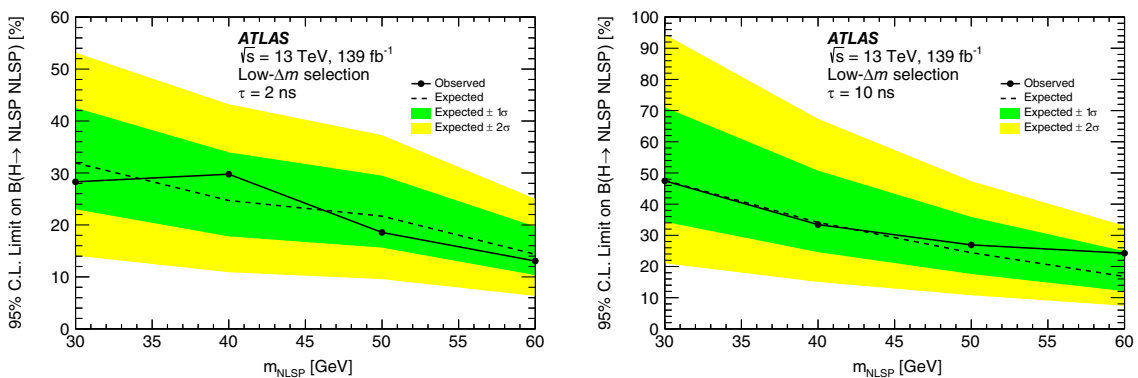 95% C.L. Limit on B(H→ NLSP NLSP) [%]
60
50
40
30
20
10
0
ATLAS
√s = 13 TeV, 139 fb⁻¹
Low-Δm selection
τ = 2 ns
Observed
Expected
Expected ± 1σ
Expected ± 2σ
30 35 40 45 50 55 60
m_NLSP [GeV]
95% C.L. Limit on B(H→ NLSP NLSP) [%]
100
90
80
70
60
50
40
30
20
10
0
ATLAS
√s = 13 TeV, 139 fb⁻¹
Low-Δm selection
τ = 10 ns
Observed
Expected
Expected ± 1σ
Expected ± 2σ
30 35 40 45 50 55 60
m_NLSP [GeV]